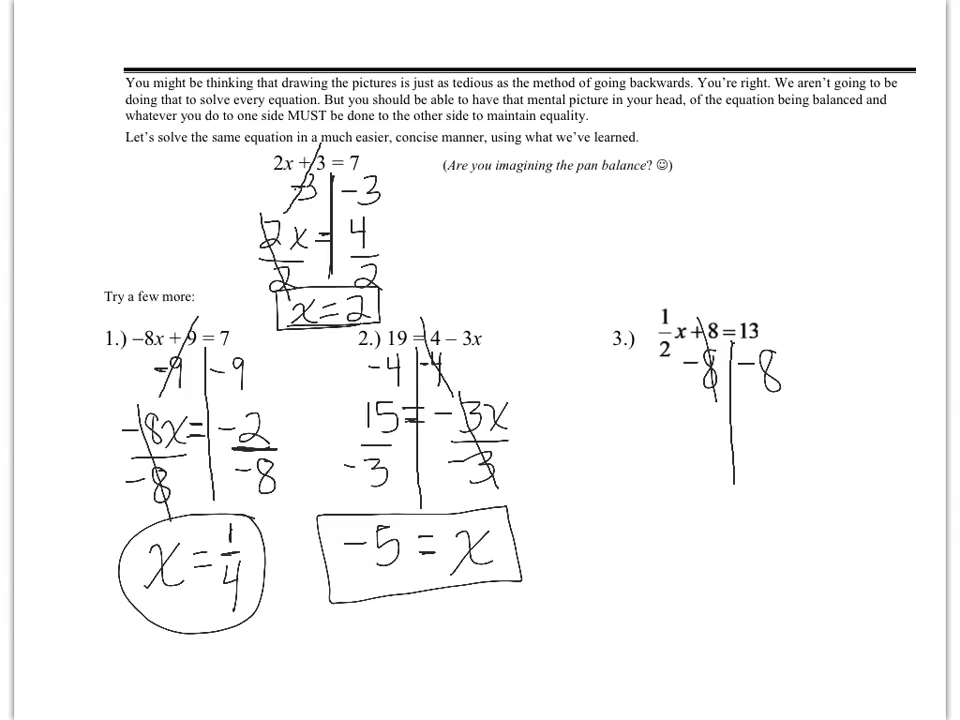 You might be thinking that drawing the pictures is just as tedious as the method of going backwards. You're right. We aren't going to be
doing that to solve every equation. But you should be able to have that mental picture in your head, of the equation being balanced and
whatever you do to one side MUST be done to the other side to maintain equality.
Let's solve the same equation in a much easier, concise manner, using what we've learned.
2x + 3 = 7 (Are you imagining the pan balance? ☺)
-3 | -3
2x = 4
2 2
x = 2
Try a few more:
1.) –8x + 9 = 7
-9 | -9
-8x = -2
-8 -8
x = 1/4
2.) 19 = 4 – 3x
-4 -4
15 = -3x
-3 -3
-5 = x
3.) 1/2 x + 8 = 13
-8 | -8